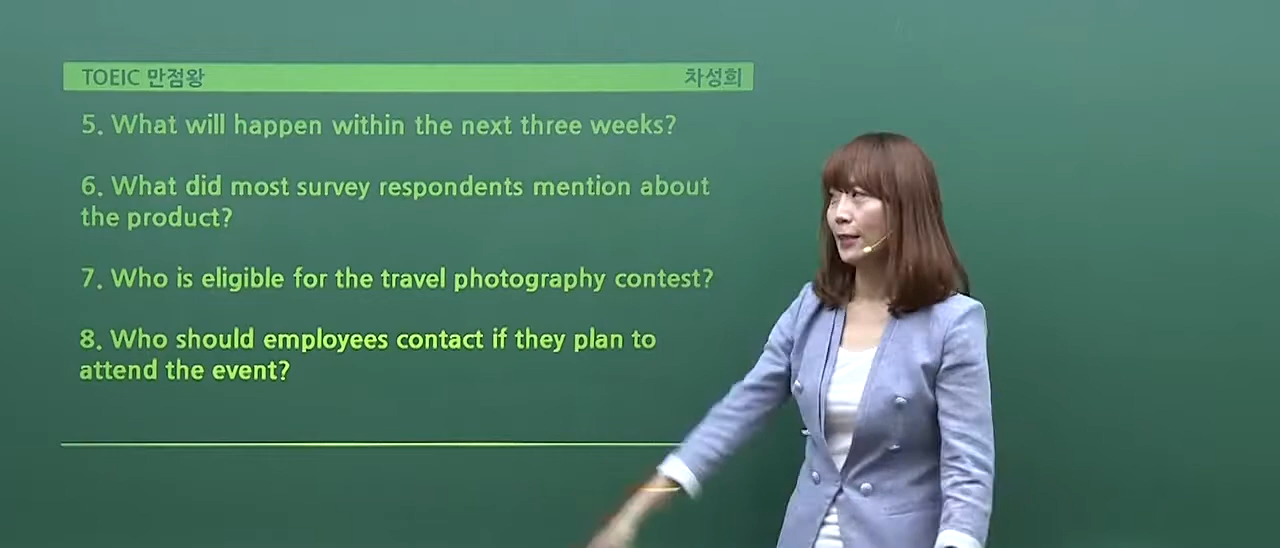 TOEIC 만점왕 차성희
5. What will happen within the next three weeks?
6. What did most survey respondents mention about
the product?
7. Who is eligible for the travel photography contest?
8. Who should employees contact if they plan to
attend the event?